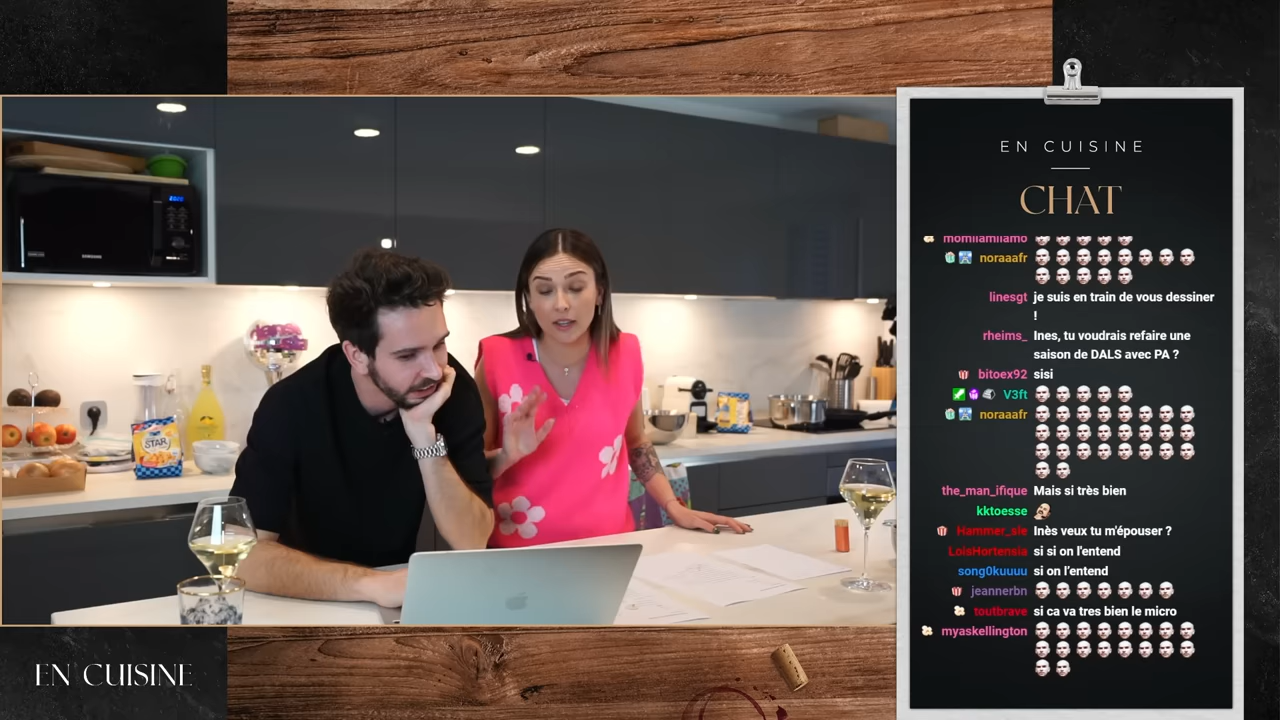 EN CUISINE
CHAT
momilamilamo
noraaafr
linesgt je suis en train de vous dessiner
!
rheims_ Ines, tu voudrais refaire une
saison de DALS avec PA ?
bitoex92 sisi
V3ft
noraaafr
the_man_ifique Mais si très bien
kktoesse
Hammer_sie Inès veux tu m'épouser ?
LoisHortensia si si on l'entend
song0kuuuu si on l'entend
jeannerbn
toutbrave si ca va tres bien le micro
myaskellington
STAR
SAMSUNG
EN CUISINE